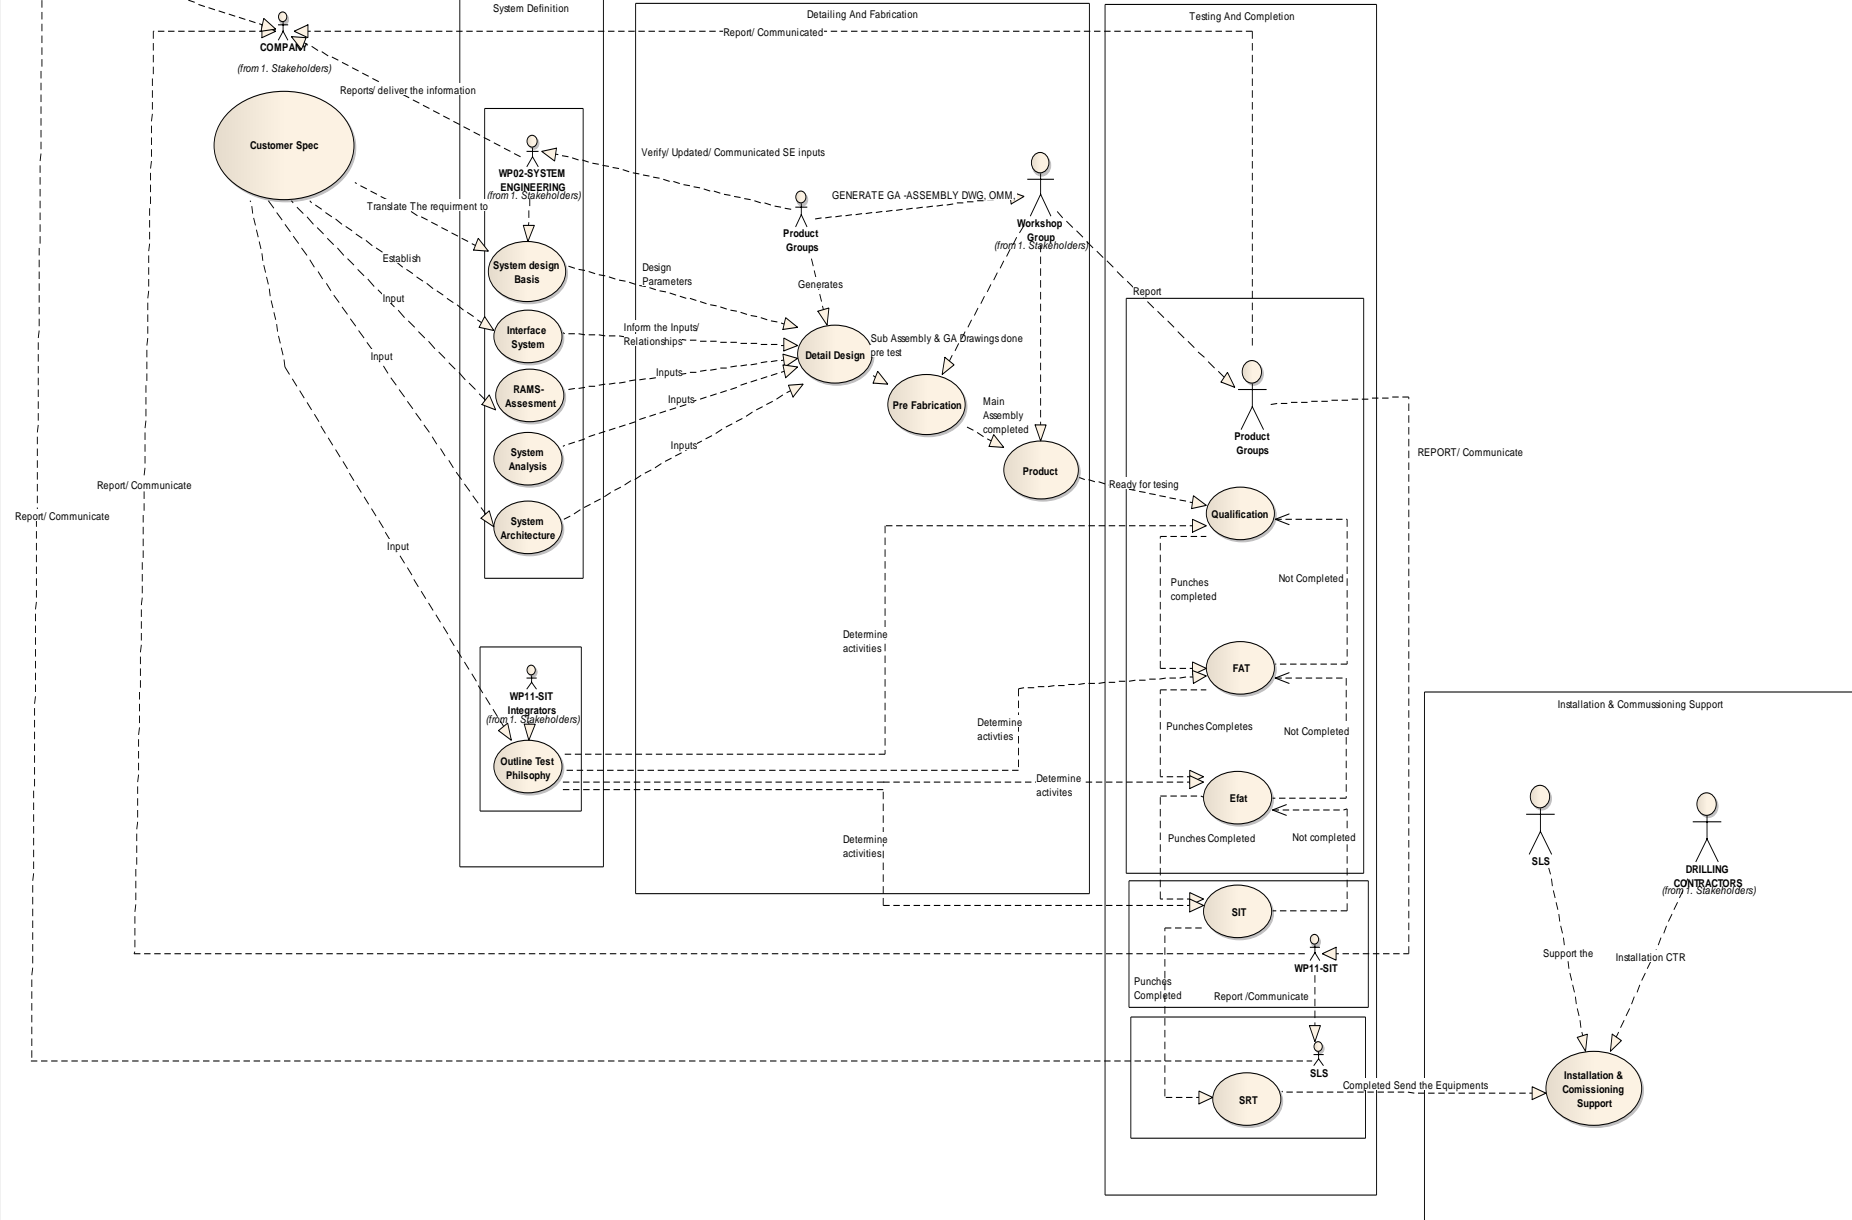 System Definition
Detailing And Fabrication
Testing And Completion
Report/ Communicated
COMPANY
(from 1. Stakeholders)
Reports/ deliver the information
Customer Spec
WP02-SYSTEM
ENGINEERING
(from 1. Stakeholders)
Verify/ Updated/ Communicated SE inputs
GENERATE GA -ASSEMBLY DWG, OMM,
Translate The requirment to
Product
Groups
Workshop
Group
(from 1. Stakeholders)
Establish
System design
Basis
Design
Parameters
Generates
Report
Input
Interface
System
Inform the Inputs/
Relationships
Detail Design
Sub Assembly & GA Drawings done
pre test
Input
Inputs
RAMS-
Assesment
Inputs
Pre Fabrication
Main
Assembly
completed
Product
Groups
System
Analysis
Inputs
Product
REPORT/ Communicate
Report/ Communicate
Report/ Communicate
Ready for tesing
Qualification
System
Architecture
Input
Punches
completed
Not Completed
Determine
activities
FAT
WP11-SIT
Integrators
(from 1. Stakeholders)
Determine
activties
Punches Completes
Not Completed
Installation & Commussioning Support
Outline Test
Philsophy
Determine
activites
Efat
Determine
activities
Punches Completed
Not completed
SLS
DRILLING
CONTRACTORS
(from 1. Stakeholders)
SIT
WP11-SIT
Support the
Installation CTR
Punches
Completed
Report /Communicate
SLS
SRT
Completed Send the Equipments
Installation &
Comissioning
Support